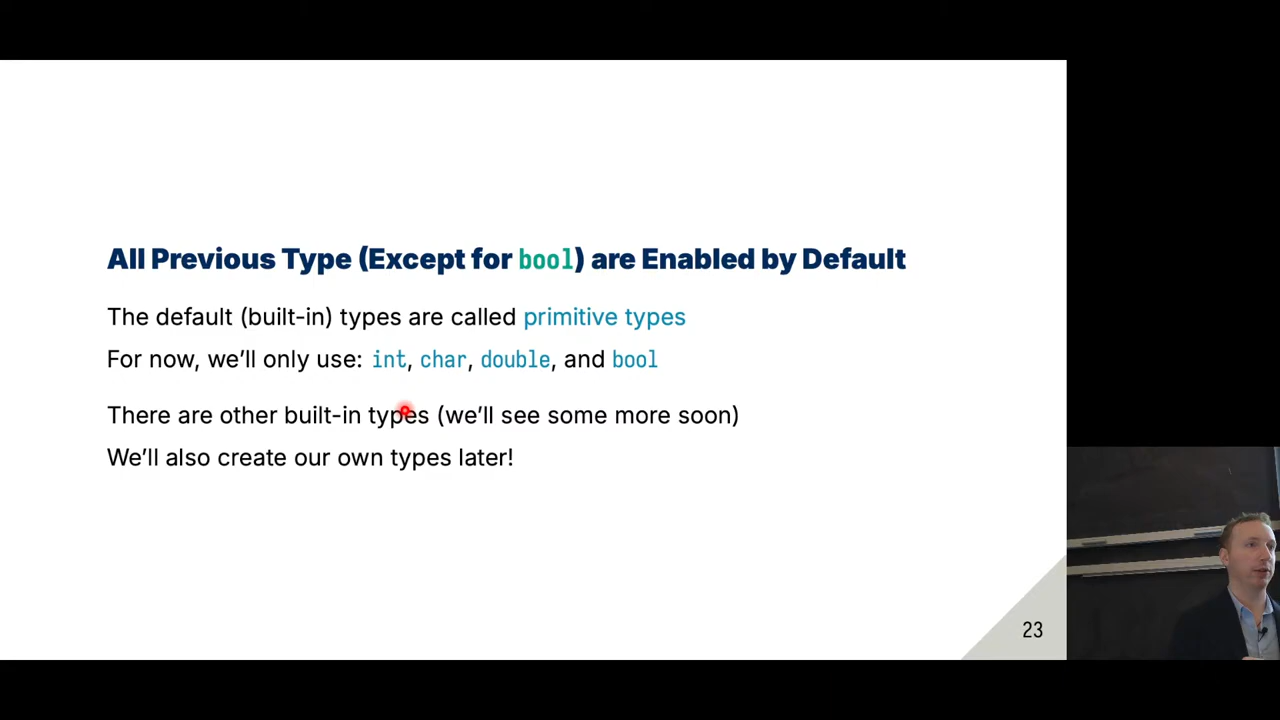 All Previous Type (Except for bool) are Enabled by Default
The default (built-in) types are called primitive types
For now, we'll only use: int, char, double, and bool
There are other built-in types (we'll see some more soon)
We'll also create our own types later!
23